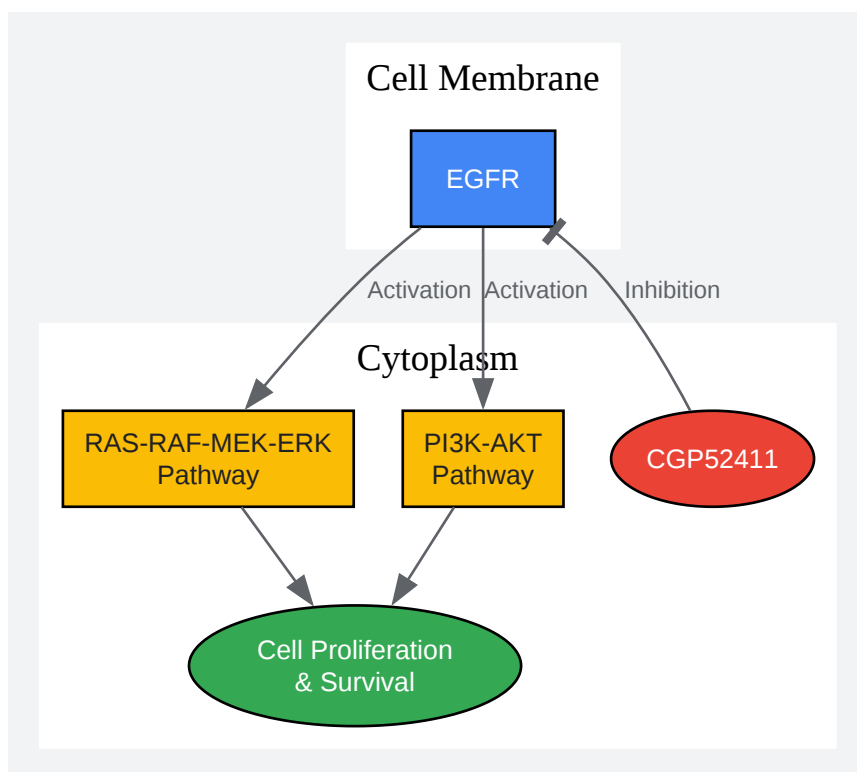 Cell Membrane
EGFR
Activation
Activation
Inhibition
Cytoplasm
RAS-RAF-MEK-ERK
Pathway
PI3K-AKT
Pathway
CGP52411
Cell Proliferation
& Survival